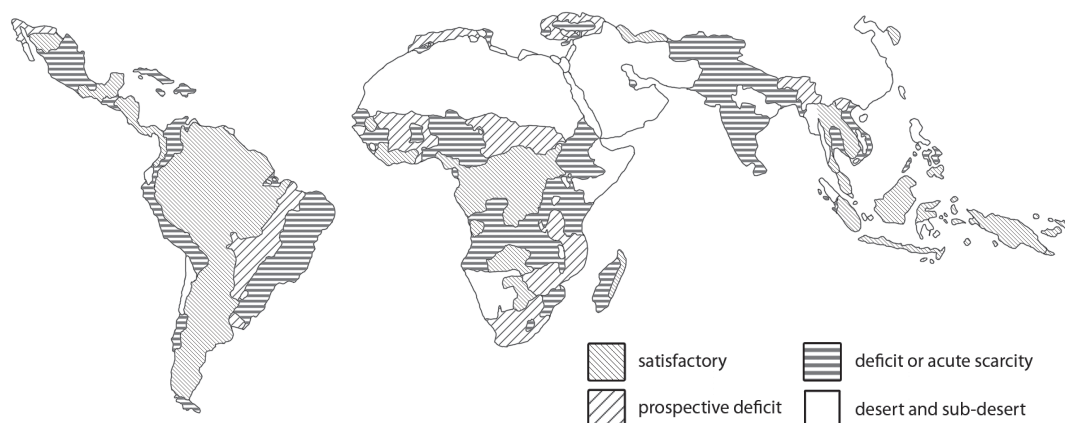 satisfactory
deficit or acute scarcity
prospective deficit
desert and sub-desert